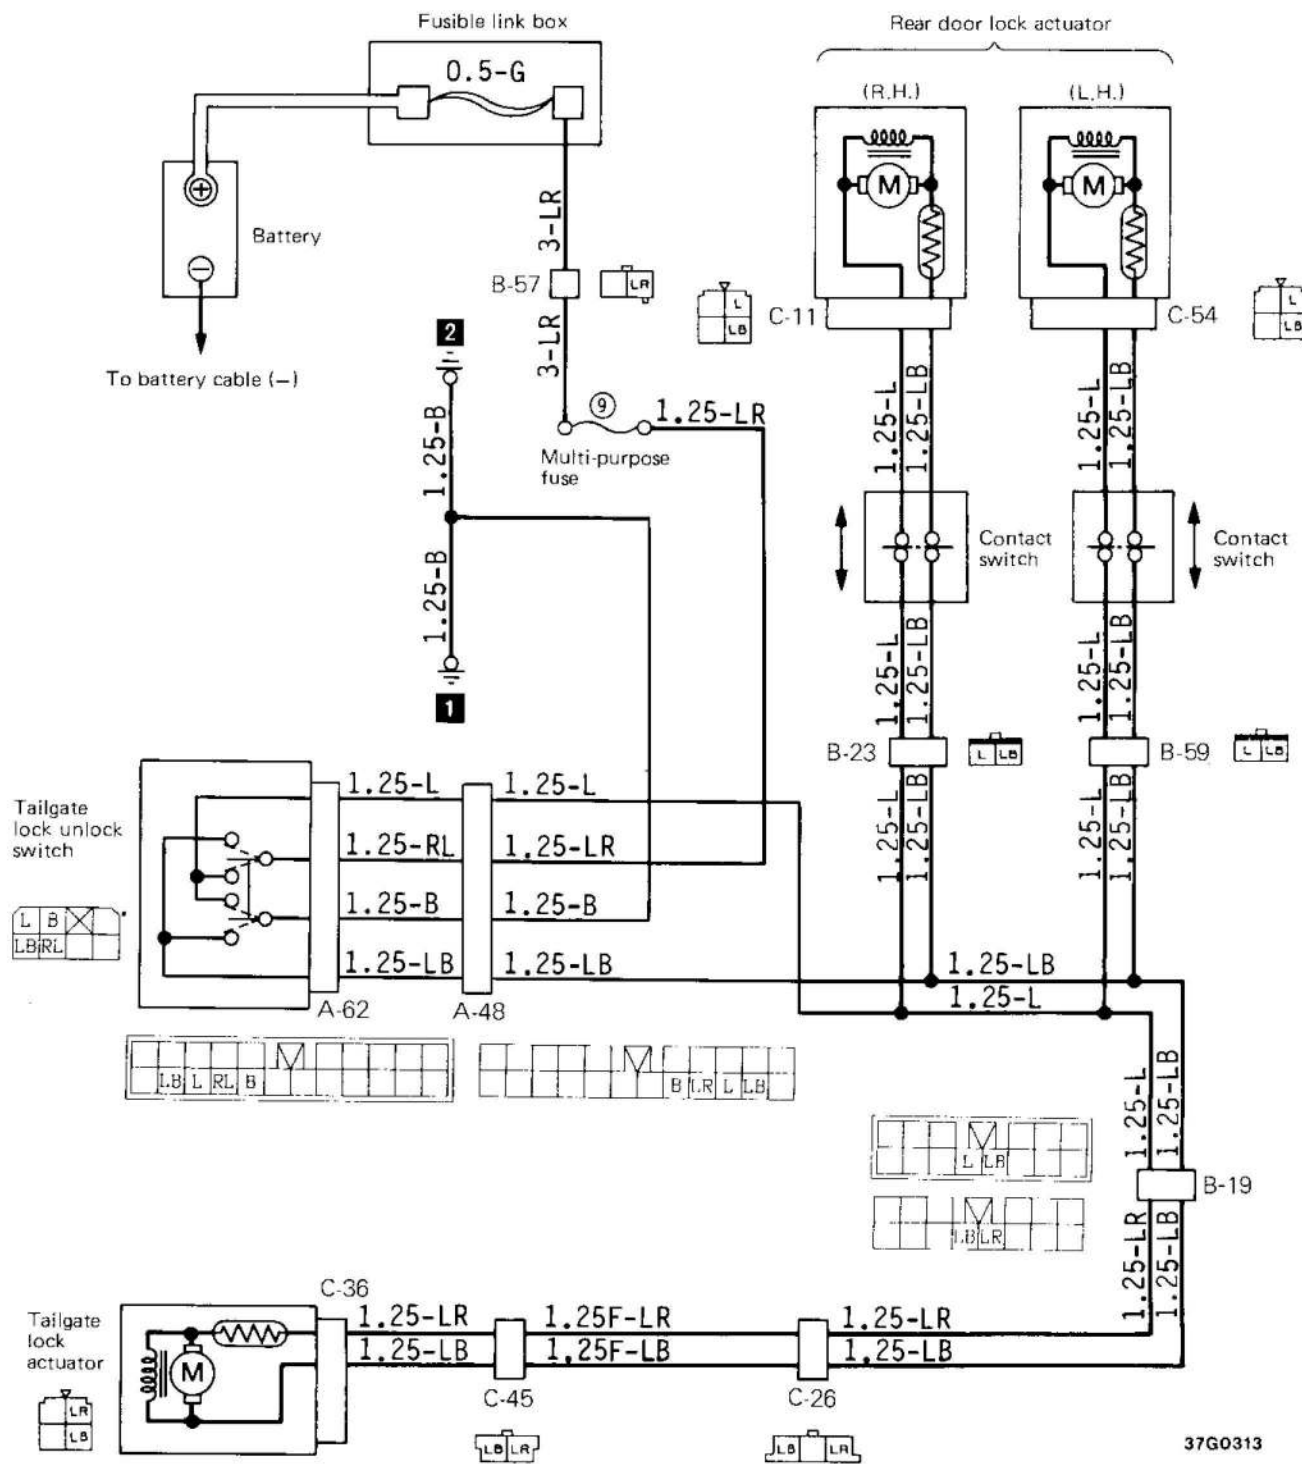 Fusible link box
Rear door lock actuator
0.5-G
(R.H.)
(L.H.)
M
M
+
Battery
−
To battery cable (−)
3-LR
B-57
LR
3-LR
L
LB
C-11
C-54
L
LB
2
1.25-B
9
1.25-LR
Multi-purpose
fuse
1.25-L
1.25-LB
1.25-L
1.25-LB
Contact
switch
Contact
switch
1.25-B
1
1.25-L
1.25-LB
1.25-L
1.25-LB
B-23
L LB
B-59
L LB
Tailgate
lock unlock
switch
1.25-L
1.25-L
1.25-RL
1.25-LR
1.25-B
1.25-B
1.25-LB
1.25-LB
1.25-L
1.25-LB
1.25-L
1.25-LB
L B
LB RL
1.25-LB
1.25-L
A-62
A-48
LB L RL B
B LR L LB
1.25-L
1.25-LB
L LB
B-19
LB LR
1.25-LR
1.25-LB
C-36
Tailgate
lock
actuator
M
1.25-LR
1.25F-LR
1.25-LR
1.25-LB
1.25F-LB
1.25-LB
LR
LB
C-45
C-26
LB LR
LB LR
37G0313